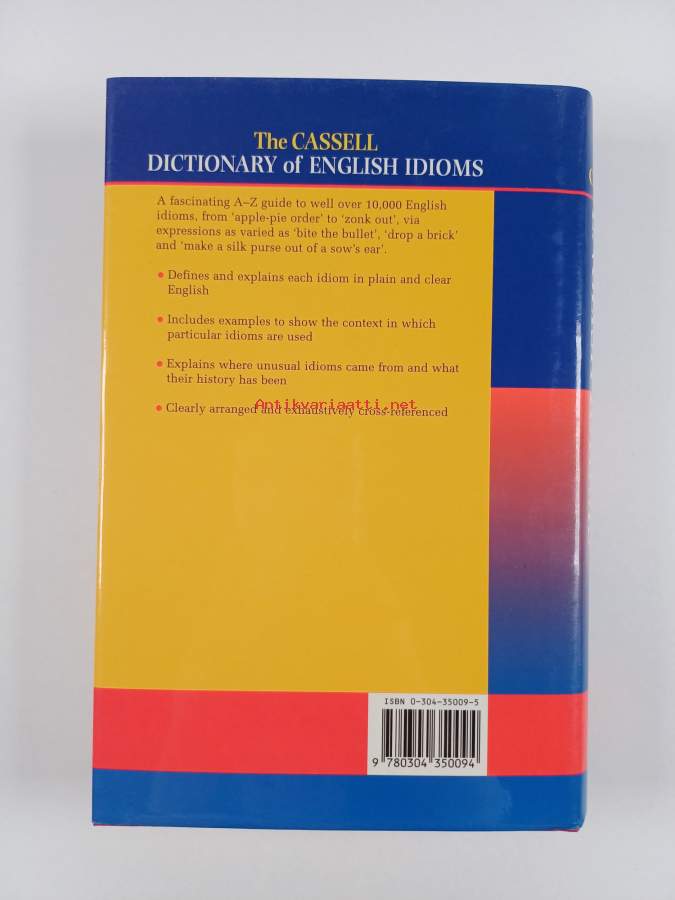 The CASSELL
DICTIONARY of ENGLISH IDIOMS
A fascinating A–Z guide to well over 10,000 English
idioms, from ‘apple-pie order’ to ‘zonk out’, via
expressions as varied as ‘bite the bullet’, ‘drop a brick’
and ‘make a silk purse out of a sow’s ear’.
• Defines and explains each idiom in plain and clear
English
• Includes examples to show the context in which
particular idioms are used
• Explains where unusual idioms came from and what
their history has been
Antikvariaatti.net
• Clearly arranged and exhaustively cross-referenced
ISBN 0-304-35009-5
9 780304 350094